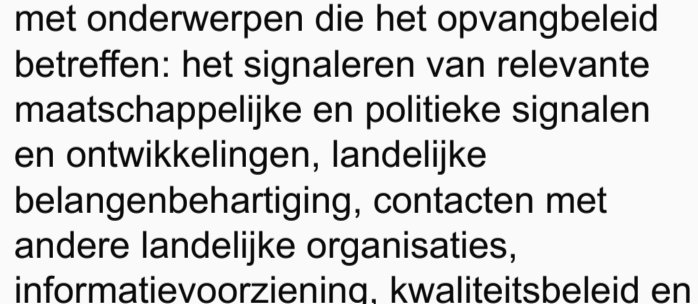 met onderwerpen die het opvangbeleid
betreffen: het signaleren van relevante
maatschappelijke en politieke signalen
en ontwikkelingen, landelijke
belangenbehartiging, contacten met
andere landelijke organisaties,
informatievoorziening, kwaliteitsbeleid en